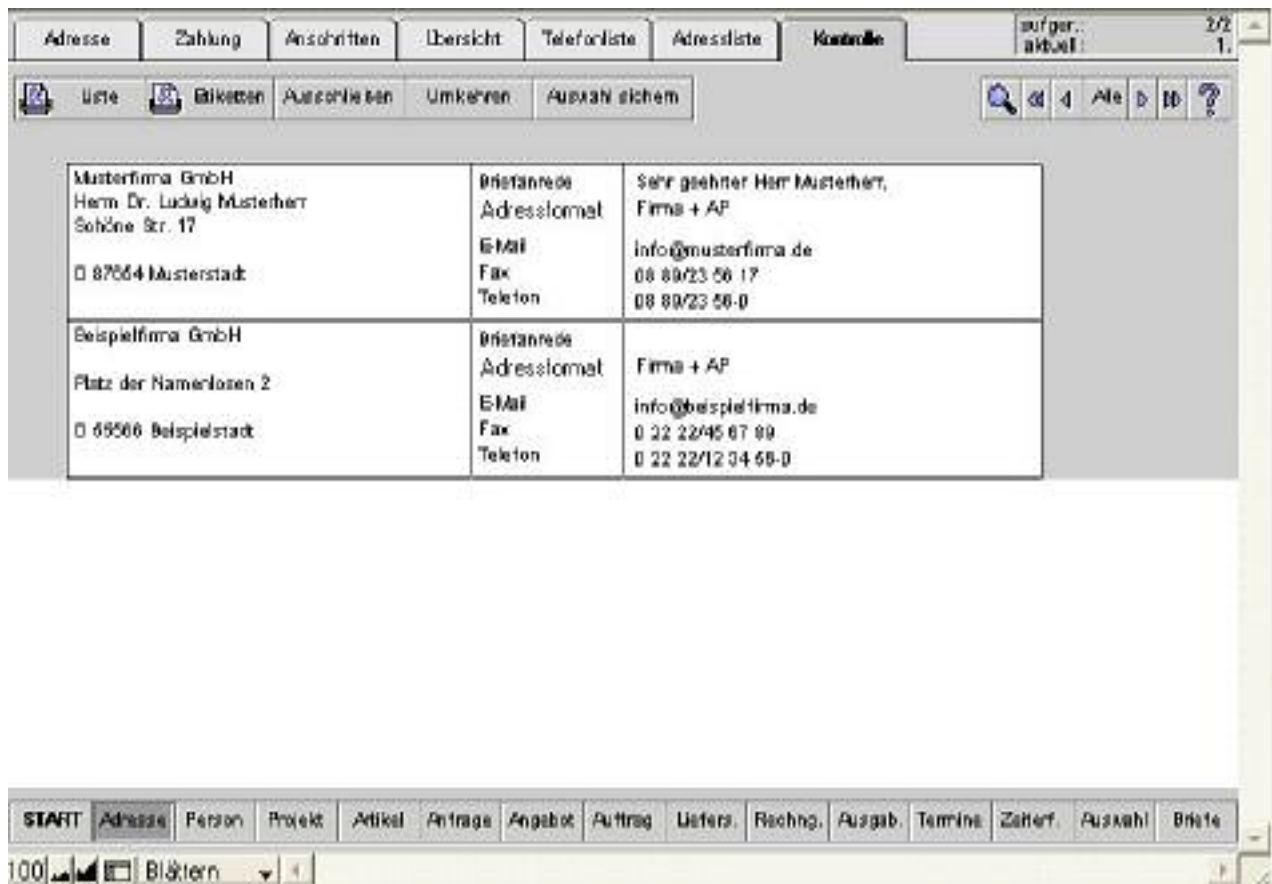 Adresse Zahlung Anschriften Übersicht Telefonliste Adressliste Kontrolle
aufger.: 2/2
aktuell: 1.
Liste Etiketten Ausschließen Umkehren Auswahl sichern Alle
Musterfirma GmbH
Herrn Dr. Ludwig Musterherr
Schöne Str. 17
D 87654 Musterstadt
Briefanrede Sehr geehrter Herr Musterherr,
Adressformat Firma + AP
E-Mail info@musterfirma.de
Fax 08 89/23 56 17
Telefon 08 89/23 56-0
Beispielfirma GmbH
Platz der Namenlosen 2
D Beispielstadt
Briefanrede
Adressformat Firma + AP
E-Mail info@beispielfirma.de
Fax 0 22 22/45 67 89
Telefon 0 22 22/12 34 56-0
START Adresse Person Projekt Artikel Anfrage Angebot Auftrag Liefers. Rechng. Ausgab. Termine Zeiterf. Auswahl Briefe
100 Blättern